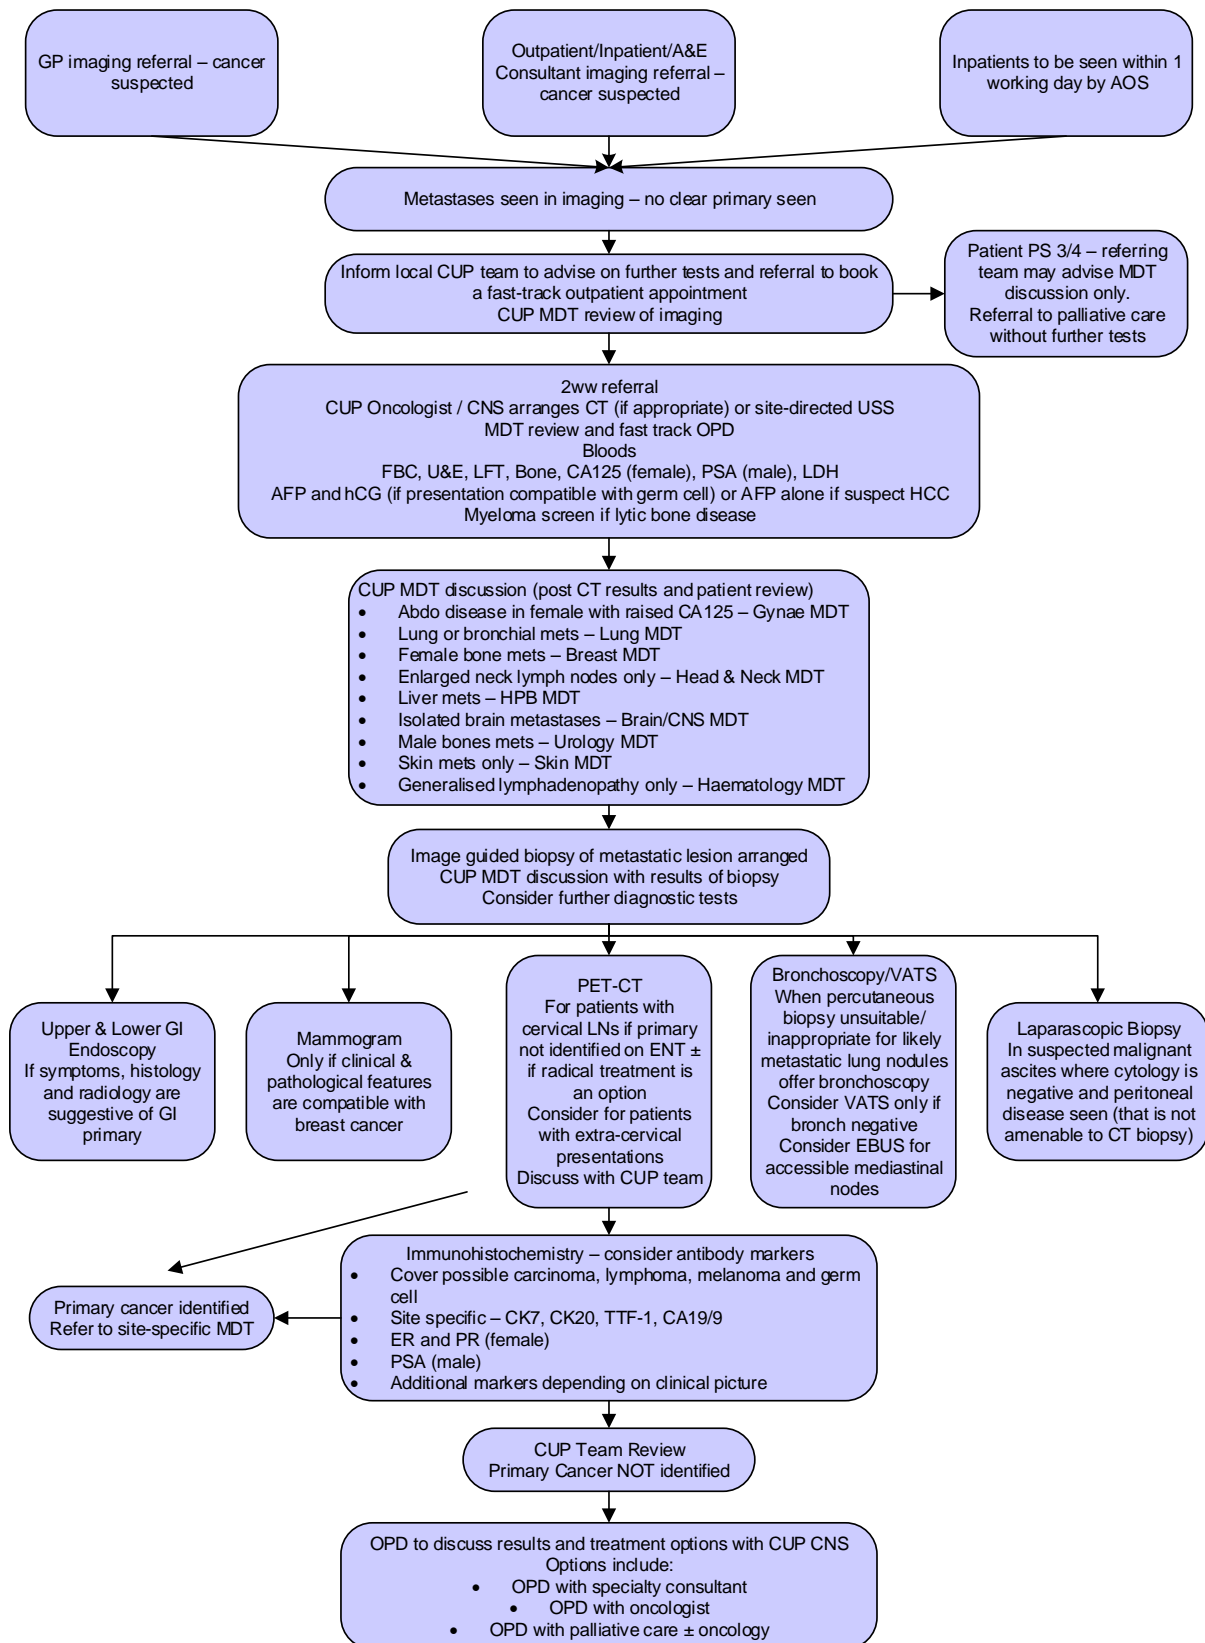 GP imaging referral – cancer
suspected
Outpatient/Inpatient/A&E
Consultant imaging referral –
cancer suspected
Inpatients to be seen within 1
working day by AOS
Metastases seen in imaging – no clear primary seen
Inform local CUP team to advise on further tests and referral to book
a fast-track outpatient appointment
CUP MDT review of imaging
Patient PS 3/4 – referring
team may advise MDT
discussion only.
Referral to palliative care
without further tests
2ww referral
CUP Oncologist / CNS arranges CT (if appropriate) or site-directed USS
MDT review and fast track OPD
Bloods
FBC, U&E, LFT, Bone, CA125 (female), PSA (male), LDH
AFP and hCG (if presentation compatible with germ cell) or AFP alone if suspect HCC
Myeloma screen if lytic bone disease
CUP MDT discussion (post CT results and patient review)
• Abdo disease in female with raised CA125 – Gynae MDT
• Lung or bronchial mets – Lung MDT
• Female bone mets – Breast MDT
• Enlarged neck lymph nodes only – Head & Neck MDT
• Liver mets – HPB MDT
• Isolated brain metastases – Brain/CNS MDT
• Male bones mets – Urology MDT
• Skin mets only – Skin MDT
• Generalised lymphadenopathy only – Haematology MDT
Image guided biopsy of metastatic lesion arranged
CUP MDT discussion with results of biopsy
Consider further diagnostic tests
Upper & Lower GI
Endoscopy
If symptoms, histology
and radiology are
suggestive of GI
primary
Mammogram
Only if clinical &
pathological features
are compatible with
breast cancer
PET-CT
For patients with
cervical LNs if primary
not identified on ENT ±
if radical treatment is
an option
Consider for patients
with extra-cervical
presentations
Discuss with CUP team
Bronchoscopy/VATS
When percutaneous
biopsy unsuitable/
inappropriate for likely
metastatic lung nodules
offer bronchoscopy
Consider VATS only if
bronch negative
Consider EBUS for
accessible mediastinal
nodes
Laparascopic Biopsy
In suspected malignant
ascites where cytology is
negative and peritoneal
disease seen (that is not
amenable to CT biopsy)
Immunohistochemistry – consider antibody markers
• Cover possible carcinoma, lymphoma, melanoma and germ
cell
• Site specific – CK7, CK20, TTF-1, CA19/9
• ER and PR (female)
• PSA (male)
• Additional markers depending on clinical picture
Primary cancer identified
Refer to site-specific MDT
CUP Team Review
Primary Cancer NOT identified
OPD to discuss results and treatment options with CUP CNS
Options include:
• OPD with specialty consultant
• OPD with oncologist
• OPD with palliative care ± oncology